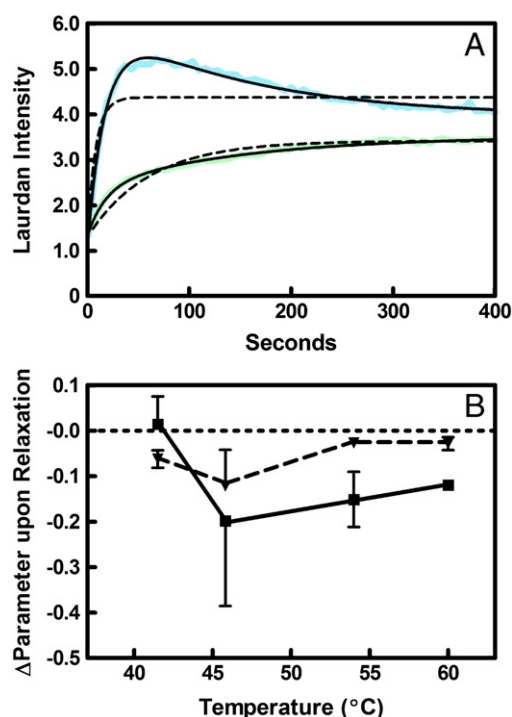 A
6.0
5.0
4.0
3.0
2.0
1.0
0
0 100 200 300 400
Laurdan Intensity
Seconds
B
0.1
-0.0
-0.1
-0.2
-0.3
-0.4
-0.5
40 45 50 55 60
ΔParameter upon Relaxation
Temperature (°C)